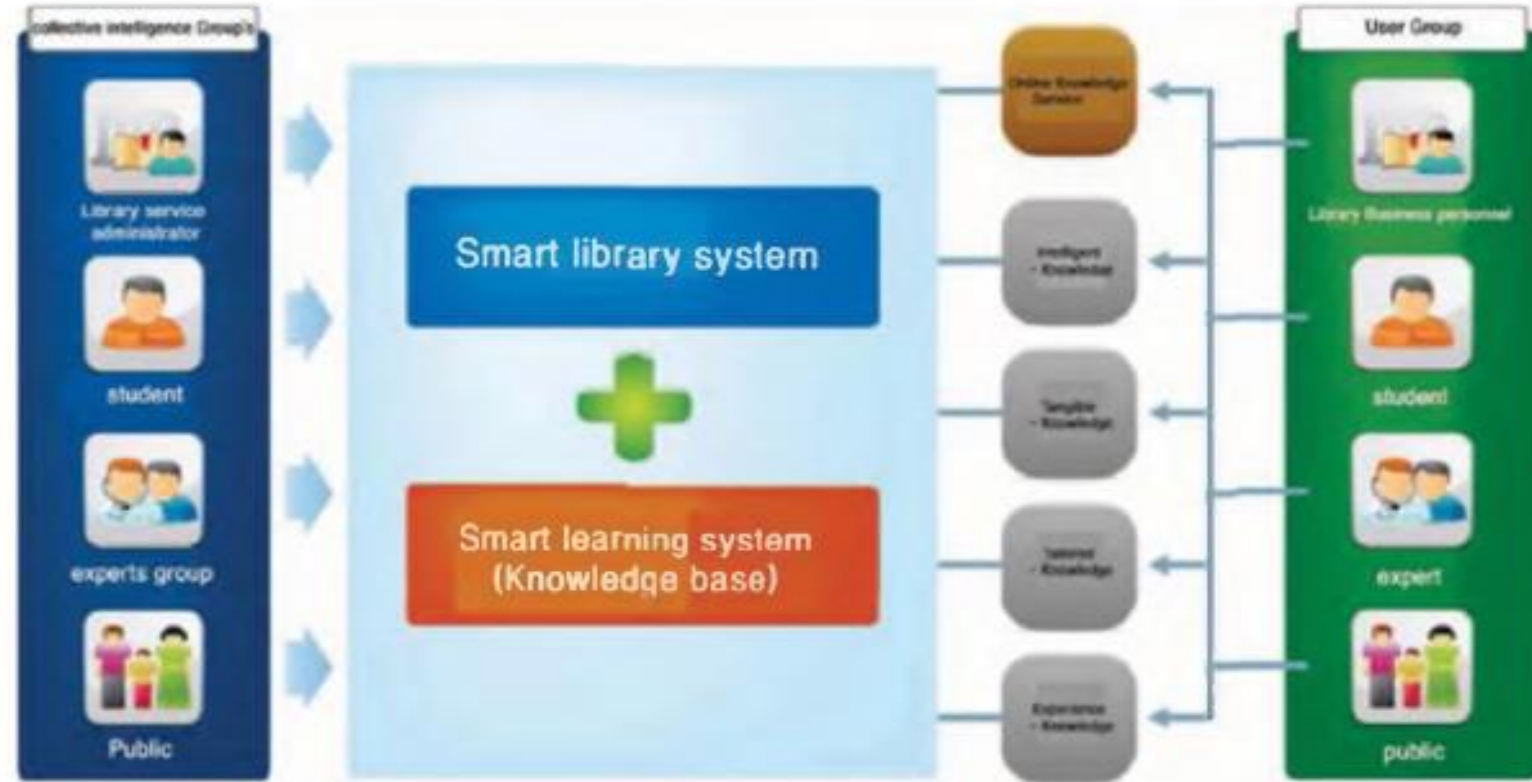 collective intelligence Group's
Library service
administrator
student
experts group
Public
Smart library system
Smart learning system
(Knowledge base)
Online Knowledge
Service
Intelligent
- Knowledge
Tangible
- Knowledge
Tailored
- Knowledge
Experience
- Knowledge
User Group
Library Business personnel
student
expert
public